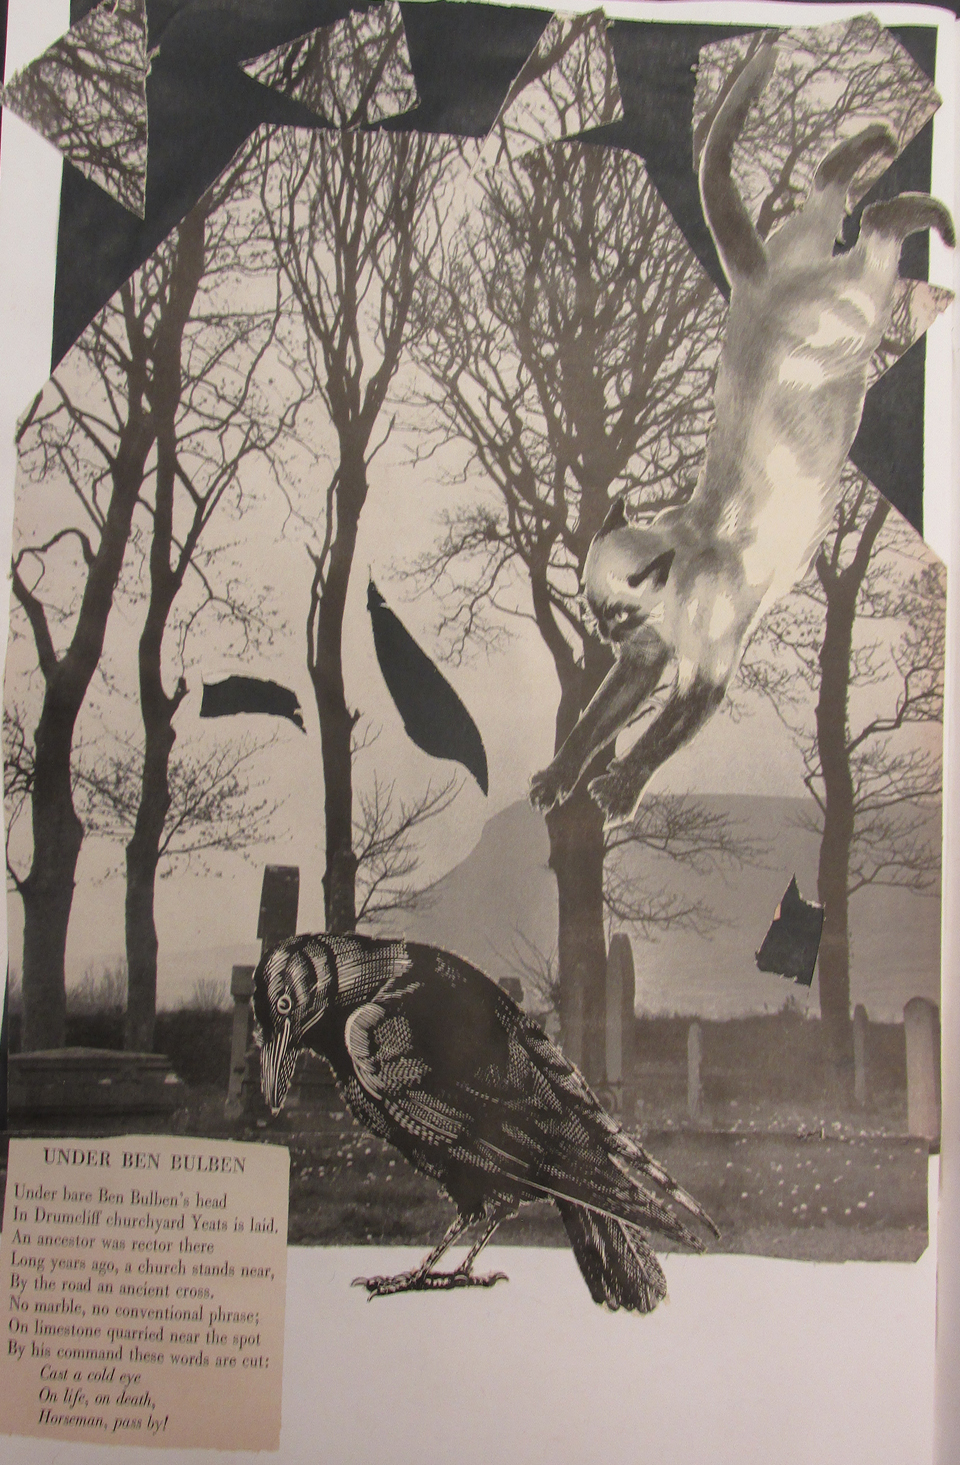 UNDER BEN BULBEN
Under bare Ben Bulben's head
In Drumcliff churchyard Yeats is laid.
An ancestor was rector there
Long years ago, a church stands near,
By the road an ancient cross.
No marble, no conventional phrase;
On limestone quarried near the spot
By his command these words are cut:
Cast a cold eye
On life, on death,
Horseman, pass by!